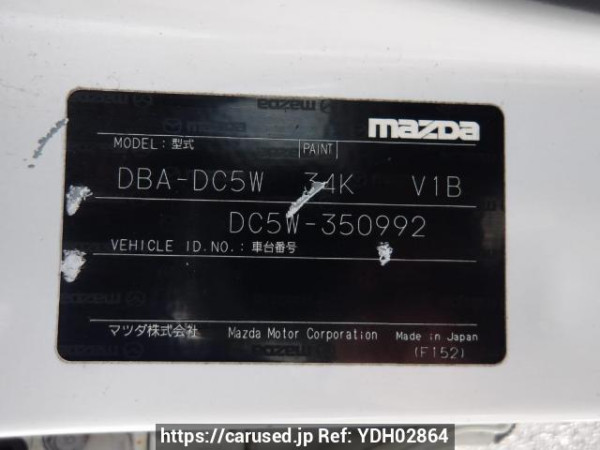 mazda
MODEL: 型式 PAINT
DBA-DC5W 34K V1B
DC5W-350992
VEHICLE ID.NO.: 車台番号
マツダ株式会社 Mazda Motor Corporation Made in Japan
(F152)
https://carused.jp Ref: YDH02864